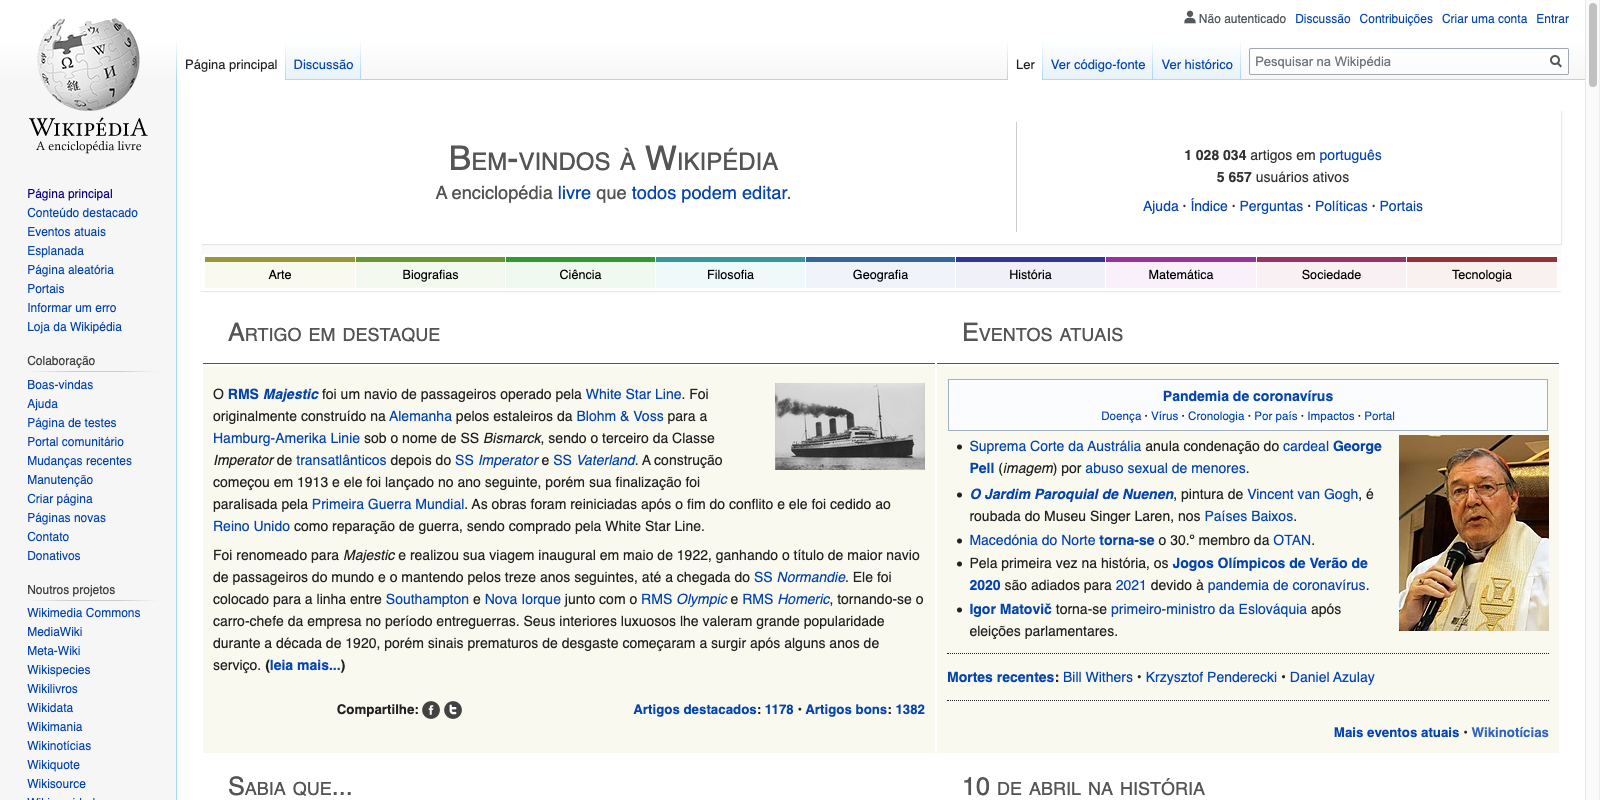 Não autenticado Discussão Contribuições Criar uma conta Entrar
Página principal Discussão Ler Ver código-fonte Ver histórico Pesquisar na Wikipédia
WIKIPÉDIA
A enciclopédia livre
Página principal
Conteúdo destacado
Eventos atuais
Esplanada
Página aleatória
Portais
Informar um erro
Loja da Wikipédia
Colaboração
Boas-vindas
Ajuda
Página de testes
Portal comunitário
Mudanças recentes
Manutenção
Criar página
Páginas novas
Contato
Donativos
Noutros projetos
Wikimedia Commons
MediaWiki
Meta-Wiki
Wikispecies
Wikilivros
Wikidata
Wikimania
Wikinotícias
Wikiquote
Wikisource
Bem-vindos à Wikipédia
A enciclopédia livre que todos podem editar.
1 028 034 artigos em português
5 657 usuários ativos
Ajuda · Índice · Perguntas · Políticas · Portais
Arte Biografias Ciência Filosofia Geografia História Matemática Sociedade Tecnologia
Artigo em destaque
O RMS Majestic foi um navio de passageiros operado pela White Star Line. Foi
originalmente construído na Alemanha pelos estaleiros da Blohm & Voss para a
Hamburg-Amerika Linie sob o nome de SS Bismarck, sendo o terceiro da Classe
Imperator de transatlânticos depois do SS Imperator e SS Vaterland. A construção
começou em 1913 e ele foi lançado no ano seguinte, porém sua finalização foi
paralisada pela Primeira Guerra Mundial. As obras foram reiniciadas após o fim do conflito e ele foi cedido ao
Reino Unido como reparação de guerra, sendo comprado pela White Star Line.
Foi renomeado para Majestic e realizou sua viagem inaugural em maio de 1922, ganhando o título de maior navio
de passageiros do mundo e o mantendo pelos treze anos seguintes, até a chegada do SS Normandie. Ele foi
colocado para a linha entre Southampton e Nova Iorque junto com o RMS Olympic e RMS Homeric, tornando-se o
carro-chefe da empresa no período entreguerras. Seus interiores luxuosos lhe valeram grande popularidade
durante a década de 1920, porém sinais prematuros de desgaste começaram a surgir após alguns anos de
serviço. (leia mais...)
Compartilhe:
Artigos destacados: 1178 · Artigos bons: 1382
Eventos atuais
Pandemia de coronavírus
Doença · Vírus · Cronologia · Por país · Impactos · Portal
• Suprema Corte da Austrália anula condenação do cardeal George
Pell (imagem) por abuso sexual de menores.
• O Jardim Paroquial de Nuenen, pintura de Vincent van Gogh, é
roubada do Museu Singer Laren, nos Países Baixos.
• Macedónia do Norte torna-se o 30.º membro da OTAN.
• Pela primeira vez na história, os Jogos Olímpicos de Verão de
2020 são adiados para 2021 devido à pandemia de coronavírus.
• Igor Matovič torna-se primeiro-ministro da Eslováquia após
eleições parlamentares.
Mortes recentes: Bill Withers • Krzysztof Penderecki • Daniel Azulay
Mais eventos atuais · Wikinotícias
Sabia que...
10 de abril na história